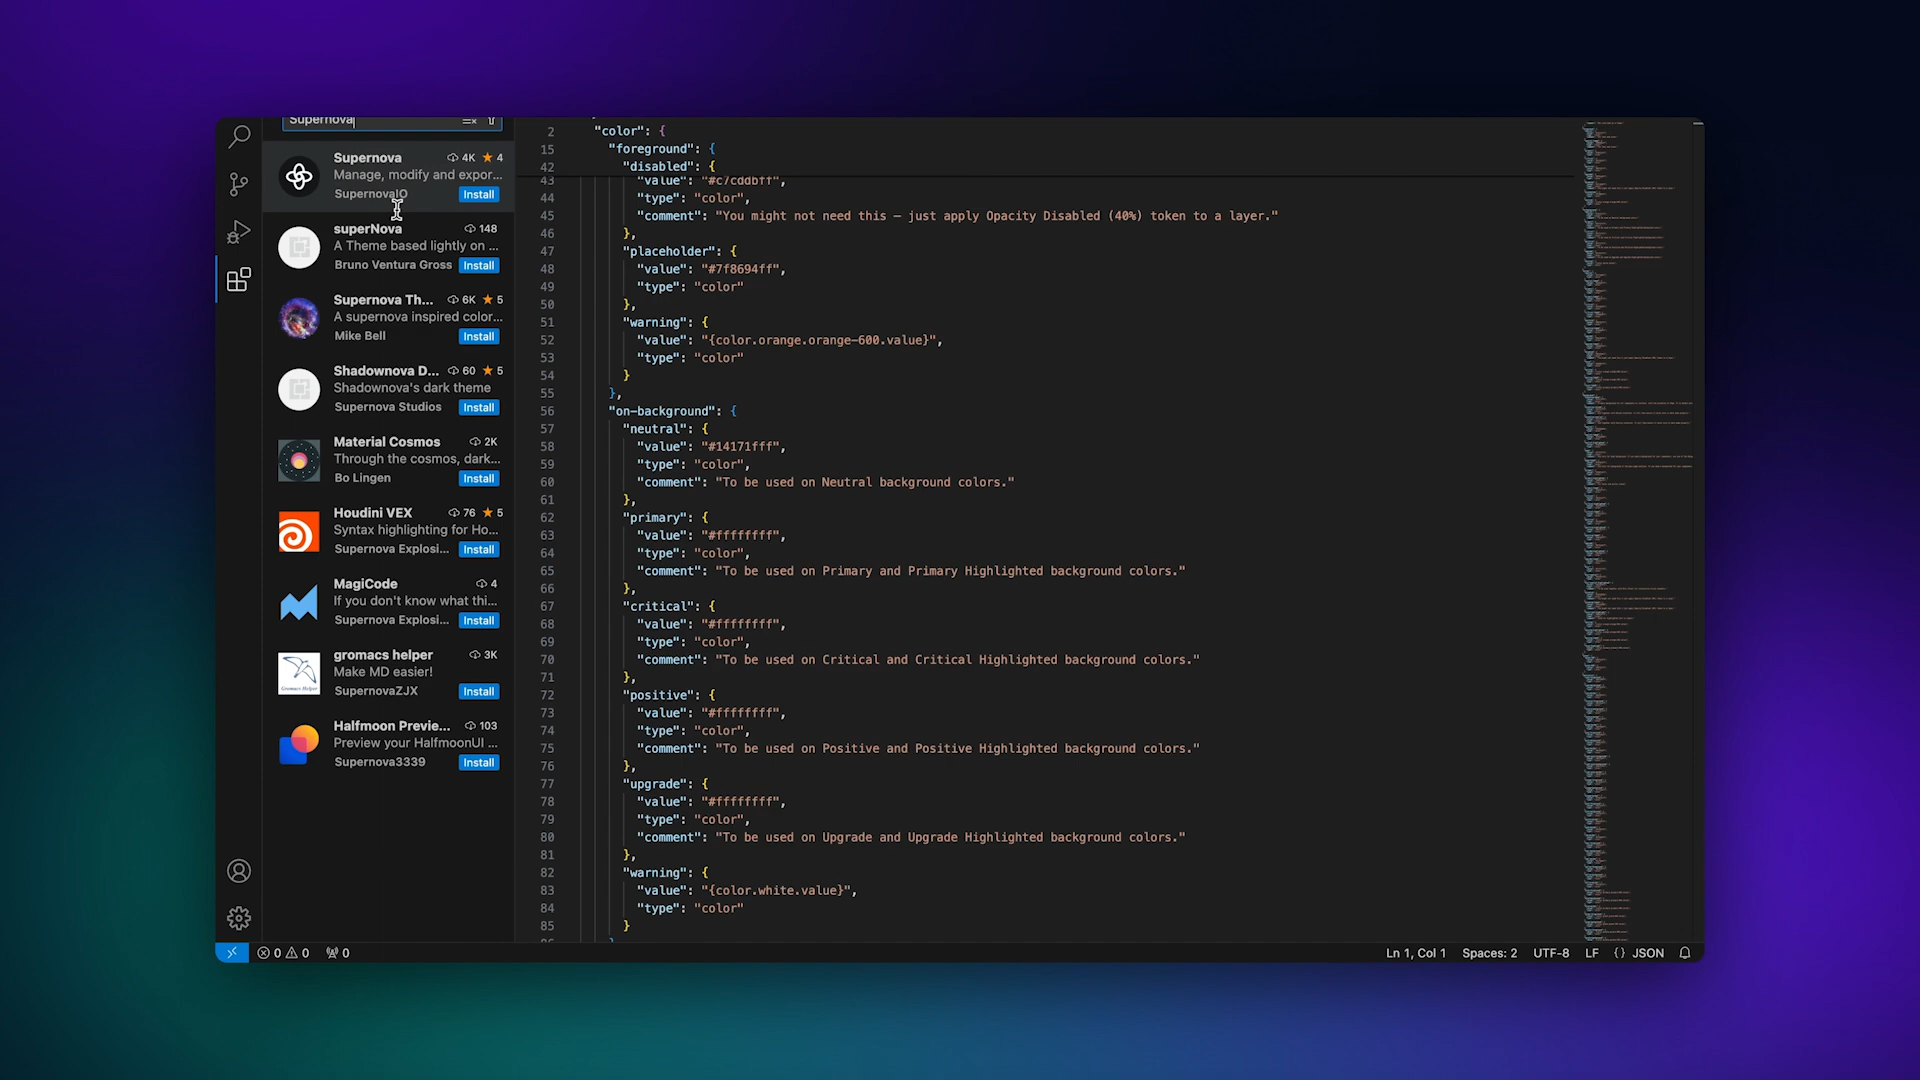 Supernova
Supernova 4K ★ 4
Manage, modify and expor...
SupernovaIO Install
superNova 148
A Theme based lightly on ...
Bruno Ventura Gross Install
Supernova Th... 6K ★ 5
A supernova inspired color...
Mike Bell Install
Shadownova D... 60 ★ 5
Shadownova's dark theme
Supernova Studios Install
Material Cosmos 2K
Through the cosmos, dark...
Bo Lingen Install
Houdini VEX 76 ★ 5
Syntax highlighting for Ho...
Supernova Explosi... Install
MagiCode 4
If you don't know what thi...
Supernova Explosi... Install
Gromacs Helper
gromacs helper 3K
Make MD easier!
SupernovaZJX Install
Halfmoon Previe... 103
Preview your HalfmoonUI ...
Supernova3339 Install
2 "color": {
15 "foreground": {
42 "disabled": {
43 "value": "#c7cddbff",
44 "type": "color",
45 "comment": "You might not need this — just apply Opacity Disabled (40%) token to a layer."
46 },
47 "placeholder": {
48 "value": "#7f8694ff",
49 "type": "color"
50 },
51 "warning": {
52 "value": "{color.orange.orange-600.value}",
53 "type": "color"
54 }
55 },
56 "on-background": {
57 "neutral": {
58 "value": "#14171fff",
59 "type": "color",
60 "comment": "To be used on Neutral background colors."
61 },
62 "primary": {
63 "value": "#ffffffff",
64 "type": "color",
65 "comment": "To be used on Primary and Primary Highlighted background colors."
66 },
67 "critical": {
68 "value": "#ffffffff",
69 "type": "color",
70 "comment": "To be used on Critical and Critical Highlighted background colors."
71 },
72 "positive": {
73 "value": "#ffffffff",
74 "type": "color",
75 "comment": "To be used on Positive and Positive Highlighted background colors."
76 },
77 "upgrade": {
78 "value": "#ffffffff",
79 "type": "color",
80 "comment": "To be used on Upgrade and Upgrade Highlighted background colors."
81 },
82 "warning": {
83 "value": "{color.white.value}",
84 "type": "color"
85 }
0 0 0 Ln 1, Col 1 Spaces: 2 UTF-8 LF {} JSON